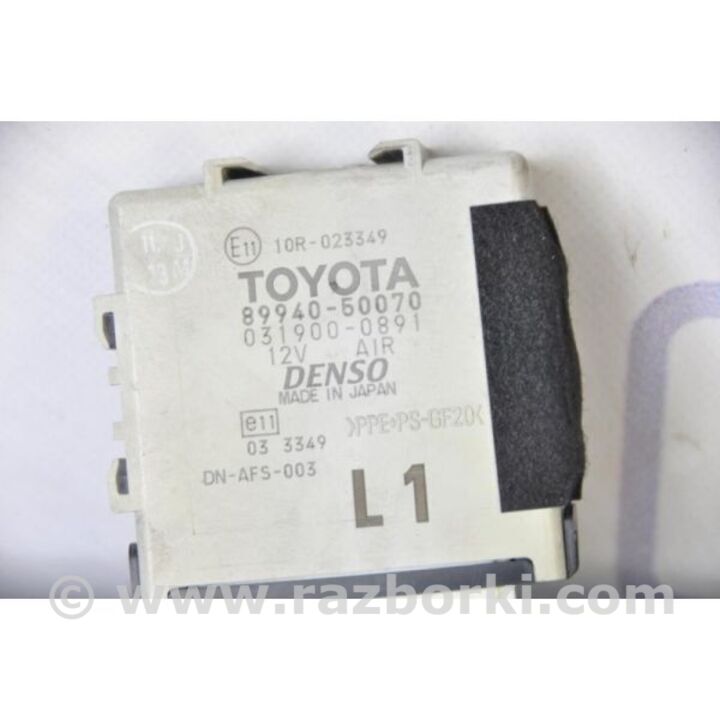 E11 10R-023349
TOYOTA
89940-50070
031900-0891
12V AIR
DENSO
MADE IN JAPAN
e11
03 3349
>PPE+PS-GF20<
DN-AFS-003
L1
© www.razborki.com